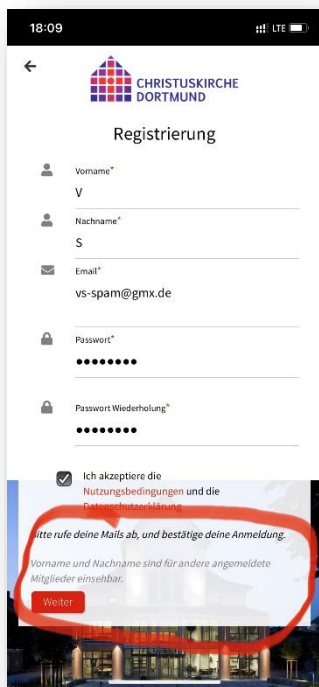 18:09
LTE
CHRISTUSKIRCHE
DORTMUND
Registrierung
Vorname*
V
Nachname*
S
Email*
vs-spam@gmx.de
Passwort*
••••••••
Passwort Wiederholung*
••••••••
Ich akzeptiere die
Nutzungsbedingungen und die
Datenschutzerklärung
Bitte rufe deine Mails ab, und bestätige deine Anmeldung.
Vorname und Nachname sind für andere angemeldete
Mitglieder einsehbar.
Weiter